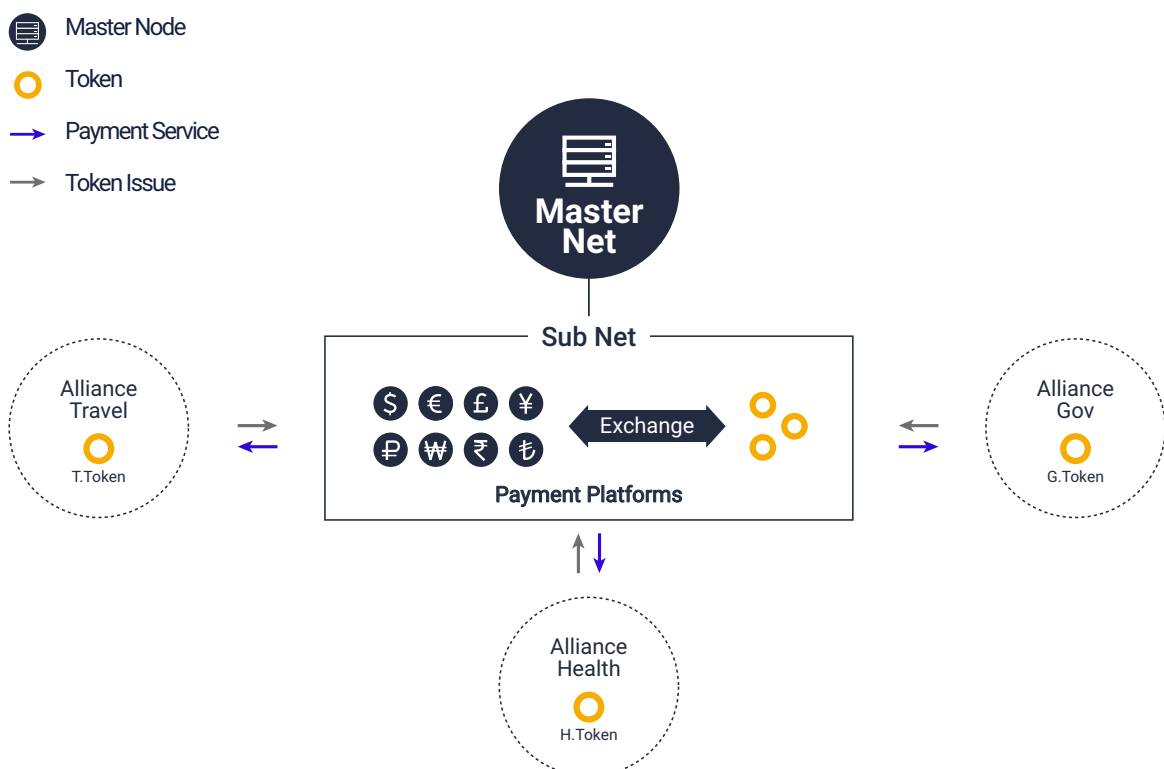 Master Node
Token
Payment Service
Token Issue
Master
Net
Sub Net
Alliance
Travel
T.Token
$ € £ ¥
₽ ₩ ₹ ₺
Exchange
Payment Platforms
Alliance
Gov
G.Token
Alliance
Health
H.Token